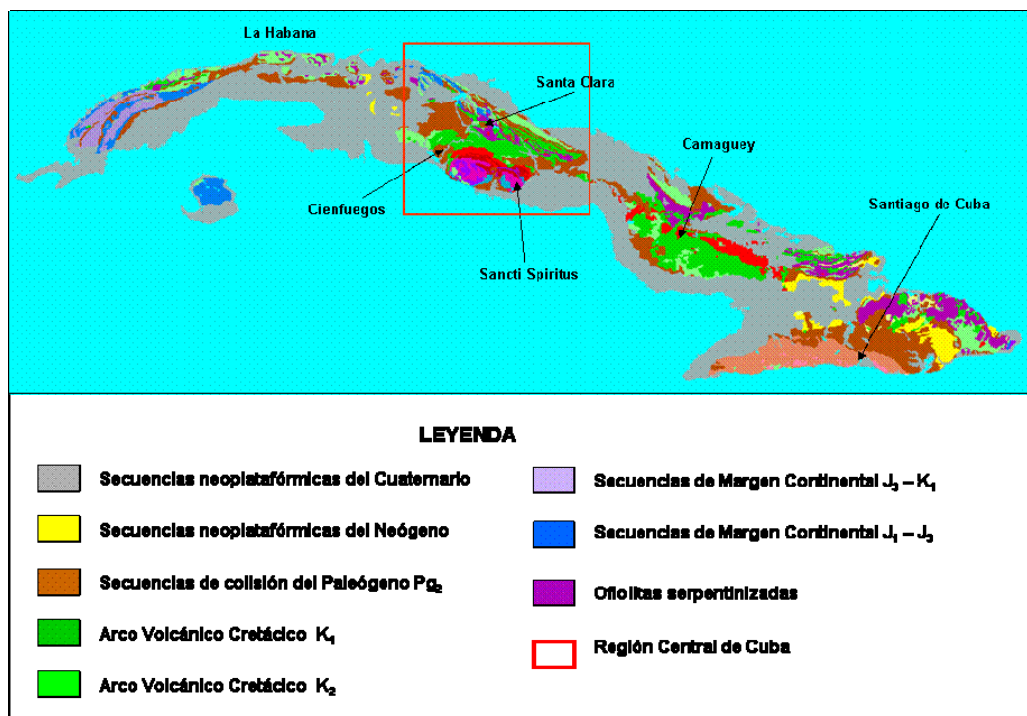 La Habana
Santa Clara
Camaguey
Cienfuegos
Santiago de Cuba
Sancti Spiritus
LEYENDA
Secuencias neoplatafórmicas del Cuaternario
Secuencias neoplatafórmicas del Neógeno
Secuencias de colisión del Paleógeno Pg₂
Arco Volcánico Cretácico K₁
Arco Volcánico Cretácico K₂
Secuencias de Margen Continental J₃ – K₁
Secuencias de Margen Continental J₁ – J₃
Ofiolitas serpentinizadas
Región Central de Cuba